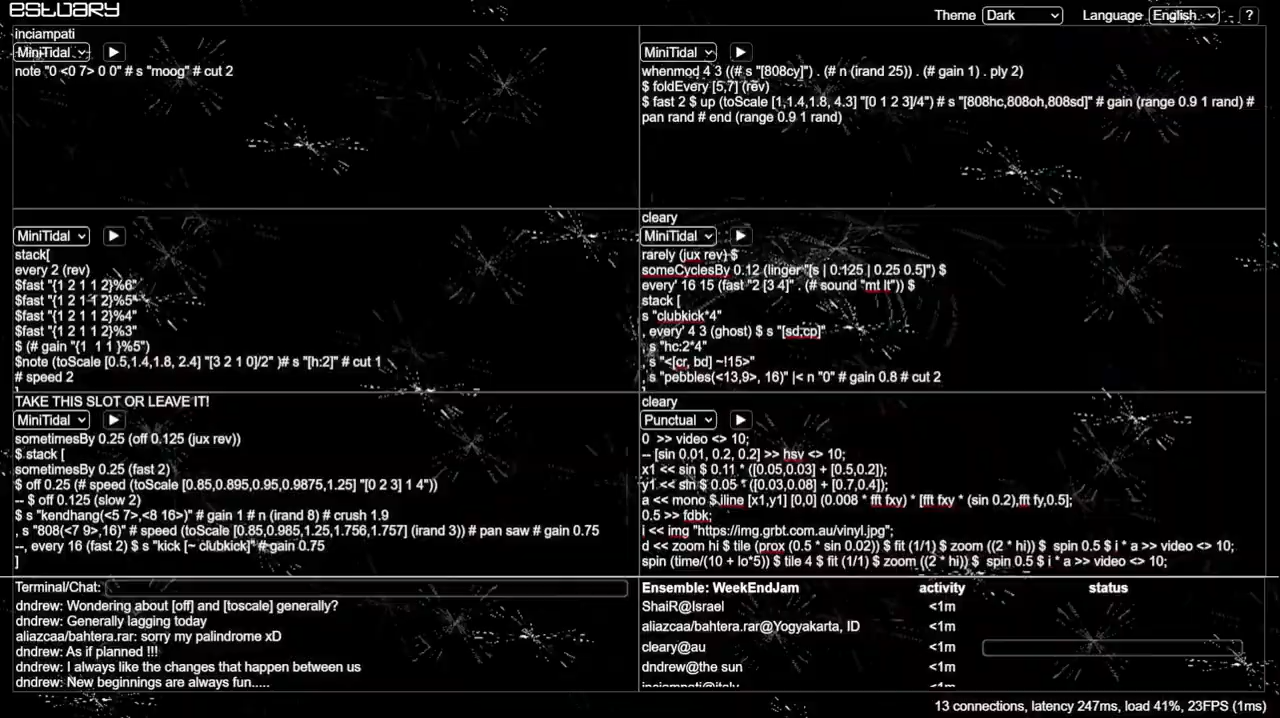 estuary
Theme Dark Language English - ?
inciampati
MiniTidal
note "0 <0 7> 0 0" # s "moog" # cut 2
MiniTidal
whenmod 4 3 ((# s "[808cy]") . (# n (irand 25)) . (# gain 1) . ply 2)
$ foldEvery [5,7] (rev)
$ fast 2 $ up (toScale [1,1.4,1.8, 4.3] "[0 1 2 3]/4") # s "[808hc,808oh,808sd]" # gain (range 0.9 1 rand) #
pan rand # end (range 0.9 1 rand)
MiniTidal
stack[
every 2 (rev)
$fast "{1 2 1 1 2}%6"
$fast "{1 2 1 1 2}%5"
$fast "{1 2 1 1 2}%4"
$fast "{1 2 1 1 2}%3"
$ (# gain "{1  1 1 }%5")
$note (toScale [0.5,1.4,1.8, 2.4] "[3 2 1 0]/2" )# s "[h:2]" # cut 1
# speed 2
cleary
MiniTidal
rarely (jux rev) $
someCyclesBy 0.12 (linger "[s | 0.125 | 0.25 0.5]") $
every' 16 15 (fast "2 [3 4]" . (# sound "mt lt")) $
stack [
s "clubkick*4"
, every' 4 3 (ghost) $ s "[sd,cp]"
, s "hc:2*4"
, s "<[cr, bd] ~!15>"
, s "pebbles(<13,9>, 16)" |< n "0" # gain 0.8 # cut 2
TAKE THIS SLOT OR LEAVE IT!
MiniTidal
sometimesBy 0.25 (off 0.125 (jux rev))
$ stack [
sometimesBy 0.25 (fast 2)
$ off 0.25 (# speed (toScale [0.85,0.895,0.95,0.9875,1.25] "[0 2 3] 1 4"))
-- $ off 0.125 (slow 2)
$ s "kendhang(<5 7>,<8 16>)" # gain 1 # n (irand 8) # crush 1.9
, s "808(<7 9>,16)" # speed (toScale [0.85,0.985,1.25,1.756,1.757] (irand 3)) # pan saw # gain 0.75
--, every 16 (fast 2) $ s "kick [~ clubkick]" # gain 0.75
]
cleary
Punctual
0  >> video <> 10;
-- [sin 0.01, 0.2, 0.2] >> hsv <> 10;
x1 << sin $ 0.11 * ([0.05,0.03] + [0.5,0.2]);
y1 << sin $ 0.05 * ([0.03,0.08] + [0.7,0.4]);
a << mono $ iline [x1,y1] [0,0] (0.008 * fft fxy) * [fft fxy * (sin 0.2),fft fy,0.5];
0.5 >> fdbk;
i << img "https://img.grbt.com.au/vinyl.jpg";
d << zoom hi $ tile (prox (0.5 * sin 0.02)) $ fit (1/1) $ zoom ((2 * hi)) $  spin 0.5 $ i * a >> video <> 10;
spin (time/(10 + lo*5)) $ tile 4 $ fit (1/1) $ zoom ((2 * hi)) $  spin 0.5 $ i * a >> video <> 10;
Terminal/Chat:
dndrew: Wondering about [off] and [toscale] generally?
dndrew: Generally lagging today
aliazcaa/bahtera.rar: sorry my palindrome xD
dndrew: As if planned !!!
dndrew: I always like the changes that happen between us
dndrew: New beginnings are always fun.....
Ensemble: WeekEndJam activity status
ShaiR@Israel <1m
aliazcaa/bahtera.rar@Yogyakarta, ID <1m
cleary@au <1m
dndrew@the sun <1m
inciampati@italy <1m
13 connections, latency 247ms, load 41%, 23FPS (1ms)